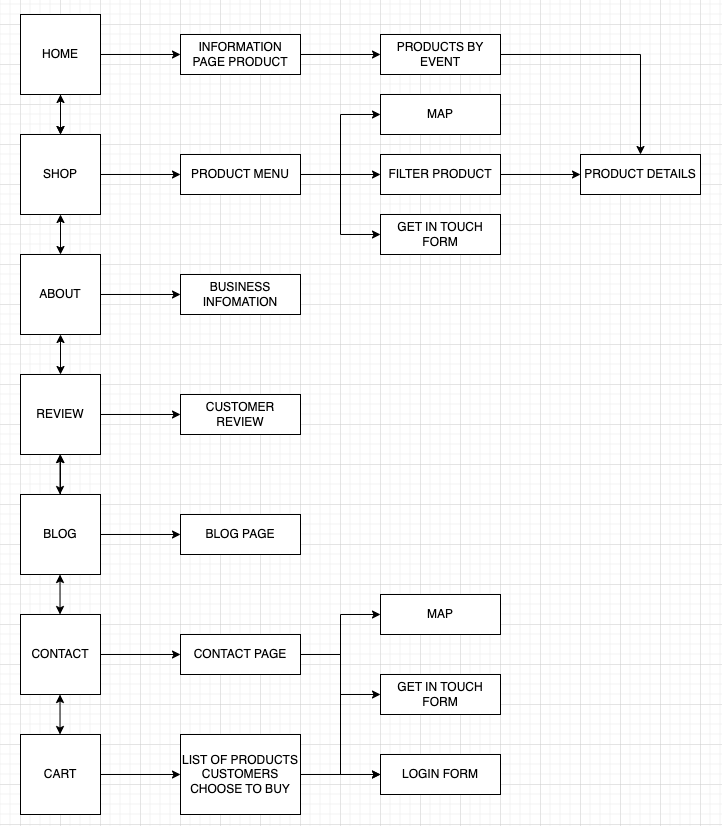 HOME
INFORMATION
PAGE PRODUCT
PRODUCTS BY
EVENT
MAP
SHOP
PRODUCT MENU
FILTER PRODUCT
PRODUCT DETAILS
GET IN TOUCH
FORM
ABOUT
BUSINESS
INFOMATION
REVIEW
CUSTOMER
REVIEW
BLOG
BLOG PAGE
MAP
CONTACT
CONTACT PAGE
GET IN TOUCH
FORM
CART
LIST OF PRODUCTS
CUSTOMERS
CHOOSE TO BUY
LOGIN FORM